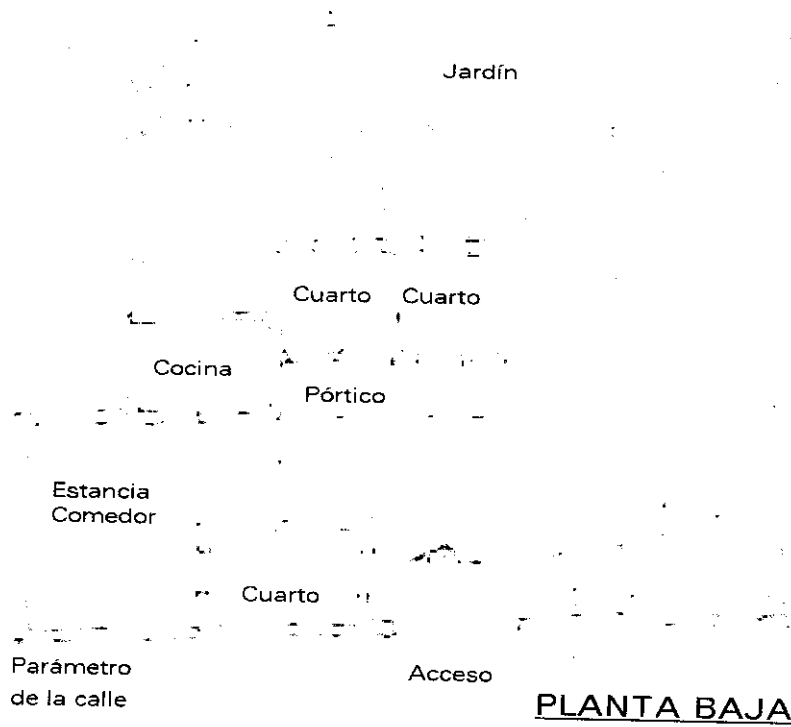 Jardín
Cuarto Cuarto
Cocina
Pórtico
Estancia
Comedor
Cuarto
Parámetro
de la calle
Acceso
PLANTA BAJA